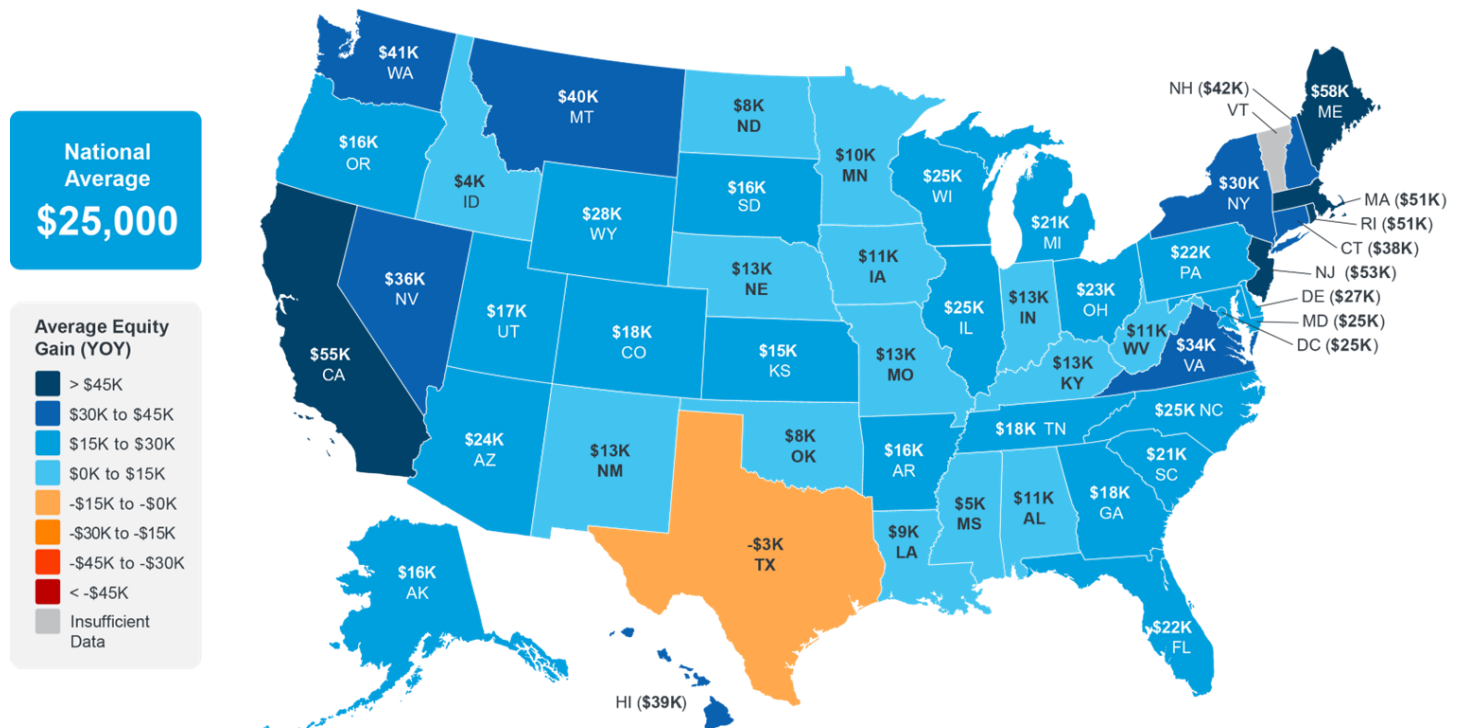 National
Average
$25,000
Average Equity
Gain (YOY)
> $45K
$30K to $45K
$15K to $30K
$0K to $15K
-$15K to -$0K
-$30K to -$15K
-$45K to -$30K
< -$45K
Insufficient
Data
$41K
WA
$16K
OR
$4K
ID
$40K
MT
$28K
WY
$55K
CA
$36K
NV
$17K
UT
$18K
CO
$24K
AZ
$13K
NM
$8K
ND
$16K
SD
$13K
NE
$15K
KS
$8K
OK
-$3K
TX
$10K
MN
$11K
IA
$13K
MO
$16K
AR
$9K
LA
$25K
WI
$25K
IL
$21K
MI
$13K
IN
$23K
OH
$13K
KY
$18K TN
$5K
MS
$11K
AL
$18K
GA
$22K
FL
$21K
SC
$25K NC
$34K
VA
$11K
WV
$22K
PA
$30K
NY
NH ($42K)
VT
$58K
ME
MA ($51K)
RI ($51K)
CT ($38K)
NJ ($53K)
DE ($27K)
MD ($25K)
DC ($25K)
$16K
AK
HI ($39K)